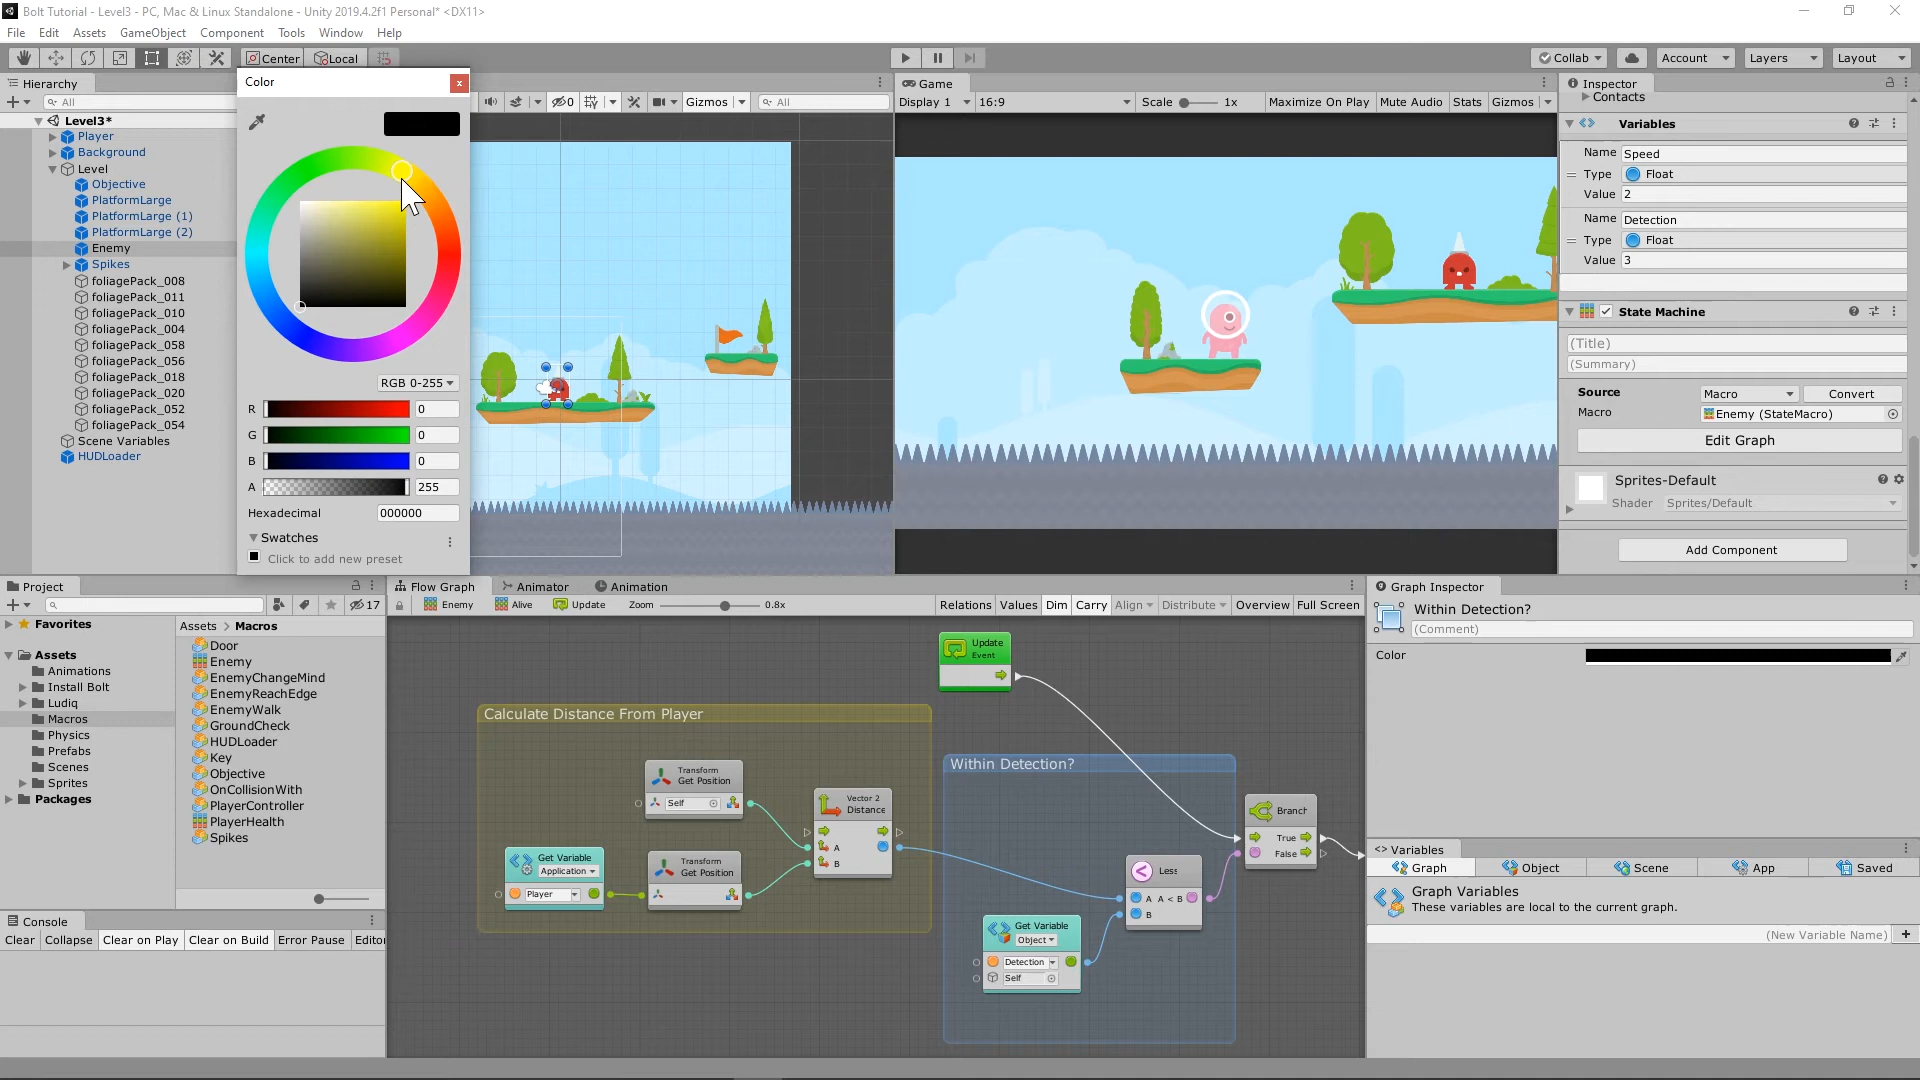 Bolt Tutorial - Level3 - PC, Mac & Linux Standalone - Unity 2019.4.2f1 Personal* <DX11>
File Edit Assets GameObject Tools Component Window Help
Center Local Collab Account Layers Layout
Hierarchy
All
Level3*
Player
Background
Level
Objective
PlatformLarge
PlatformLarge (1)
PlatformLarge (2)
Enemy
Spikes
foliagePack_008
foliagePack_011
foliagePack_010
foliagePack_004
foliagePack_058
foliagePack_056
foliagePack_018
foliagePack_020
foliagePack_052
foliagePack_054
Scene Variables
HUDLoader
Color
x
RGB 0-255
R 0
G 0
B 0
A 255
Hexadecimal 000000
Swatches
Click to add new preset
0 Gizmos All
Game
Display 1 16:9 Scale 1x Maximize On Play Mute Audio Stats Gizmos
Inspector
Contacts
Variables
Name Speed
Type Float
Value 2
Name Detection
Type Float
Value 3
State Machine
(Title)
(Summary)
Source Macro Convert
Macro Enemy (StateMacro)
Edit Graph
Sprites-Default
Shader Sprites/Default
Add Component
Project
17
Favorites
Assets
Animations
Install Bolt
Ludiq
Macros
Physics
Prefabs
Scenes
Sprites
Packages
Assets > Macros
Door
Enemy
EnemyChangeMind
EnemyReachEdge
EnemyWalk
GroundCheck
HUDLoader
Key
Objective
OnCollisionWith
PlayerController
PlayerHealth
Spikes
Console
Clear Collapse Clear on Play Clear on Build Error Pause Editor
Flow Graph Animator Animation
Enemy Alive Update Zoom 0.8x Relations Values Dim Carry Align Distribute Overview Full Screen
Update
Event
Calculate Distance From Player
Transform
Get Position
Self
Vector 2
Distance
A
B
Get Variable
Application
Player
Transform
Get Position
Within Detection?
Less
A A < B
B
Get Variable
Object
Detection
Self
Branch
True
False
Graph Inspector
Within Detection?
(Comment)
Color
<> Variables
Graph Object Scene App Saved
Graph Variables
These variables are local to the current graph.
(New Variable Name) +